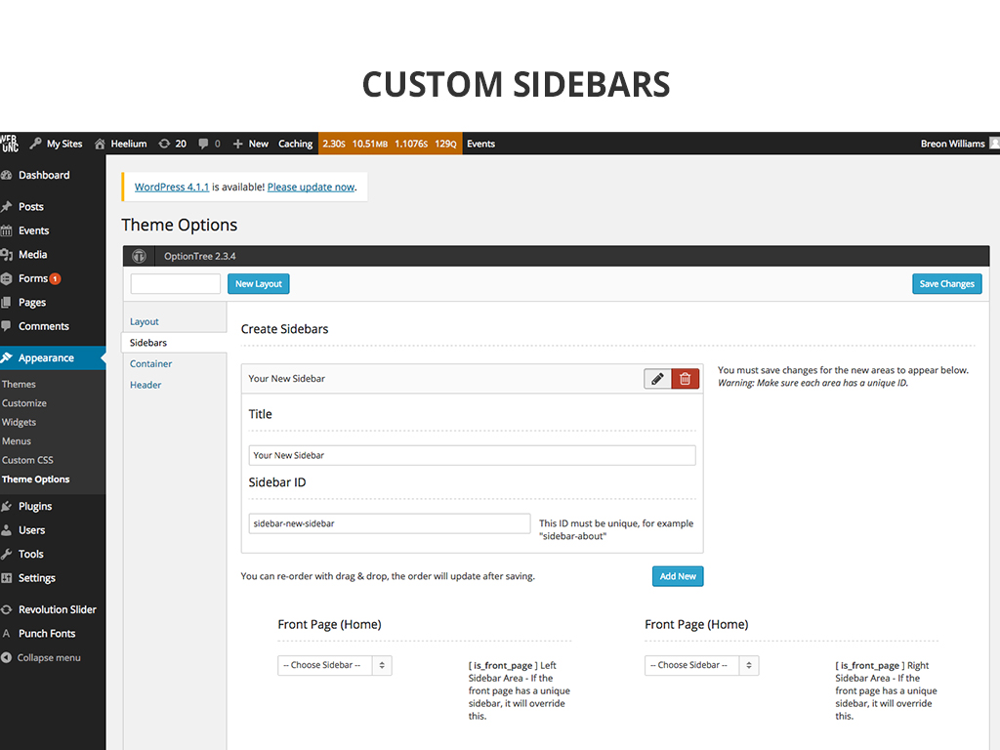 CUSTOM SIDEBARS
WEB UNC My Sites Heelium 20 0 New Caching 2.30S 10.51MB 1.1076S 129Q Events Breon Williams
Dashboard
Posts
Events
Media
Forms 1
Pages
Comments
Appearance
Themes
Customize
Widgets
Menus
Custom CSS
Theme Options
Plugins
Users
Tools
Settings
Revolution Slider
A Punch Fonts
Collapse menu
WordPress 4.1.1 is available! Please update now.
Theme Options
OptionTree 2.3.4
New Layout Save Changes
Layout
Sidebars
Container
Header
Create Sidebars
Your New Sidebar
Title
Your New Sidebar
Sidebar ID
sidebar-new-sidebar
This ID must be unique, for example
"sidebar-about"
You must save changes for the new areas to appear below.
Warning: Make sure each area has a unique ID.
You can re-order with drag & drop, the order will update after saving.
Add New
Front Page (Home)
-- Choose Sidebar --
[ is_front_page ] Left
Sidebar Area - If the
front page has a unique
sidebar, it will override
this.
Front Page (Home)
-- Choose Sidebar --
[ is_front_page ] Right
Sidebar Area - If the
front page has a unique
sidebar, it will override
this.